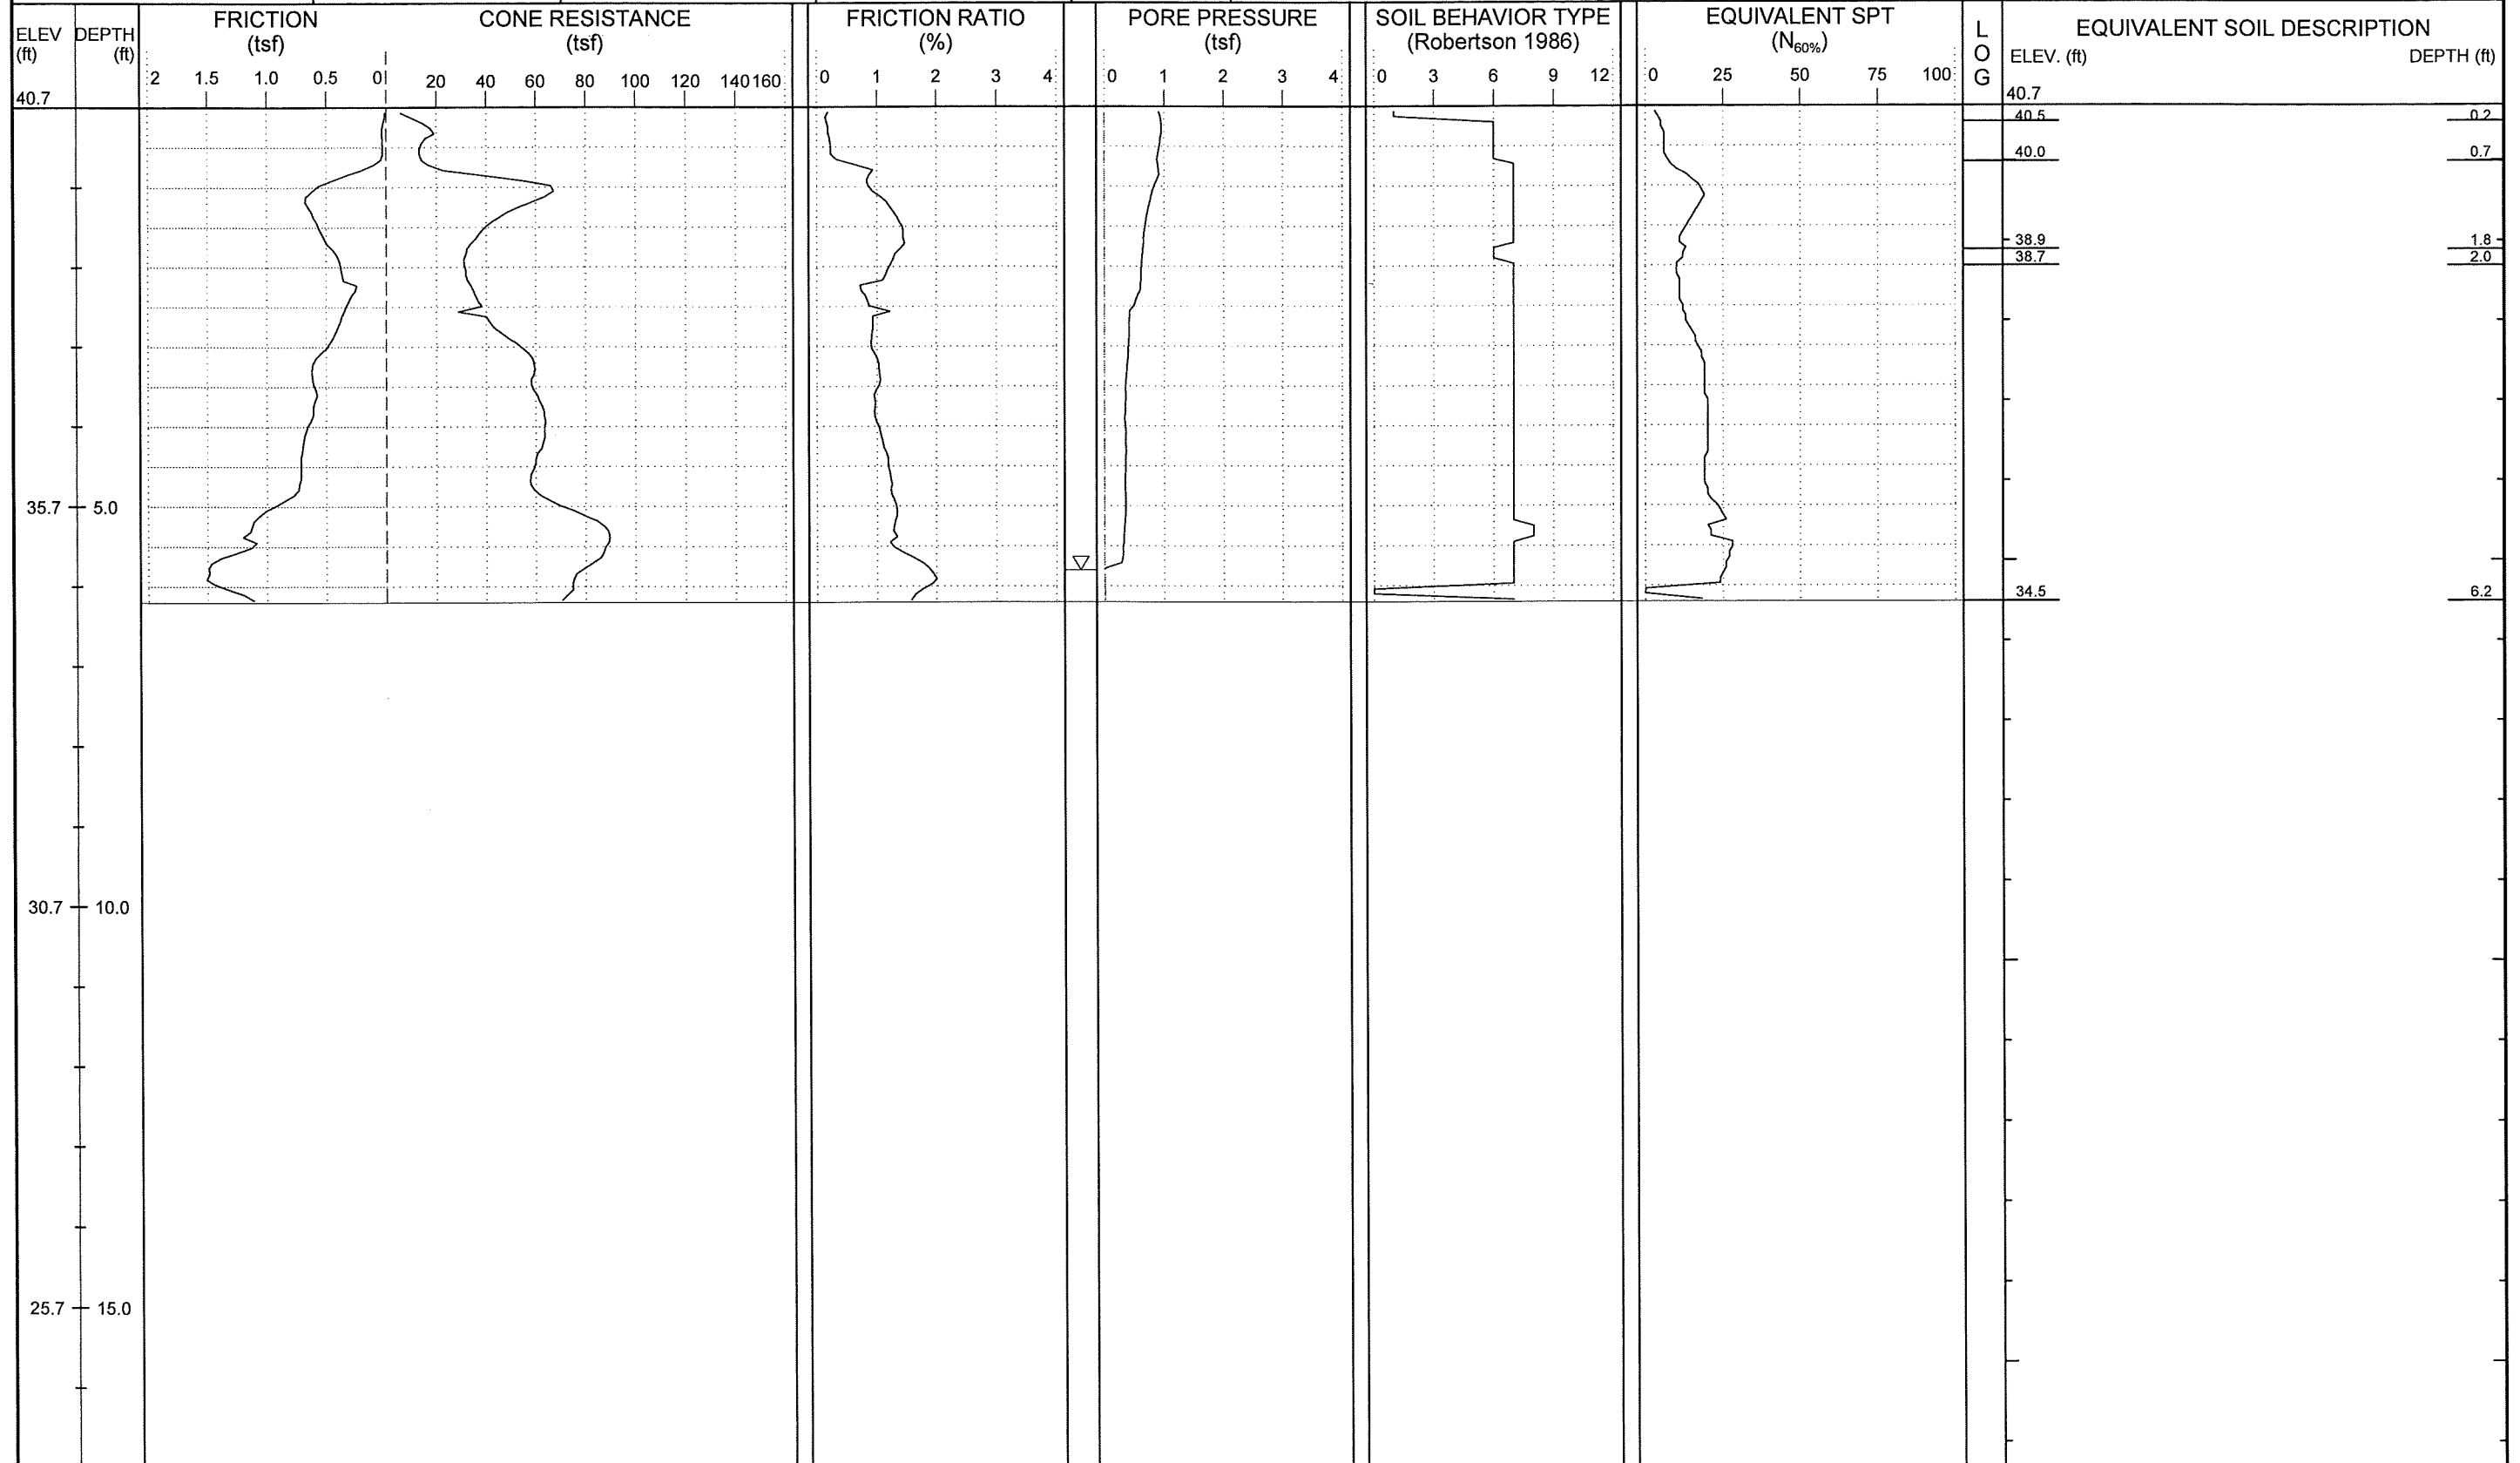 ELEV
(ft)
DEPTH
(ft)
FRICTION
(tsf)
CONE RESISTANCE
(tsf)
FRICTION RATIO
(%)
PORE PRESSURE
(tsf)
SOIL BEHAVIOR TYPE
(Robertson 1986)
EQUIVALENT SPT
(N60%)
L
O
G
EQUIVALENT SOIL DESCRIPTION
ELEV. (ft) DEPTH (ft)
2 1.5 1.0 0.5 0
20 40 60 80 100 120 140 160
0 1 2 3 4
0 1 2 3 4
0 3 6 9 12
0 25 50 75 100
40.7
40.7
40.5 0.2
40.0 0.7
38.9 1.8
38.7 2.0
35.7 5.0
34.5 6.2
30.7 10.0
25.7 15.0